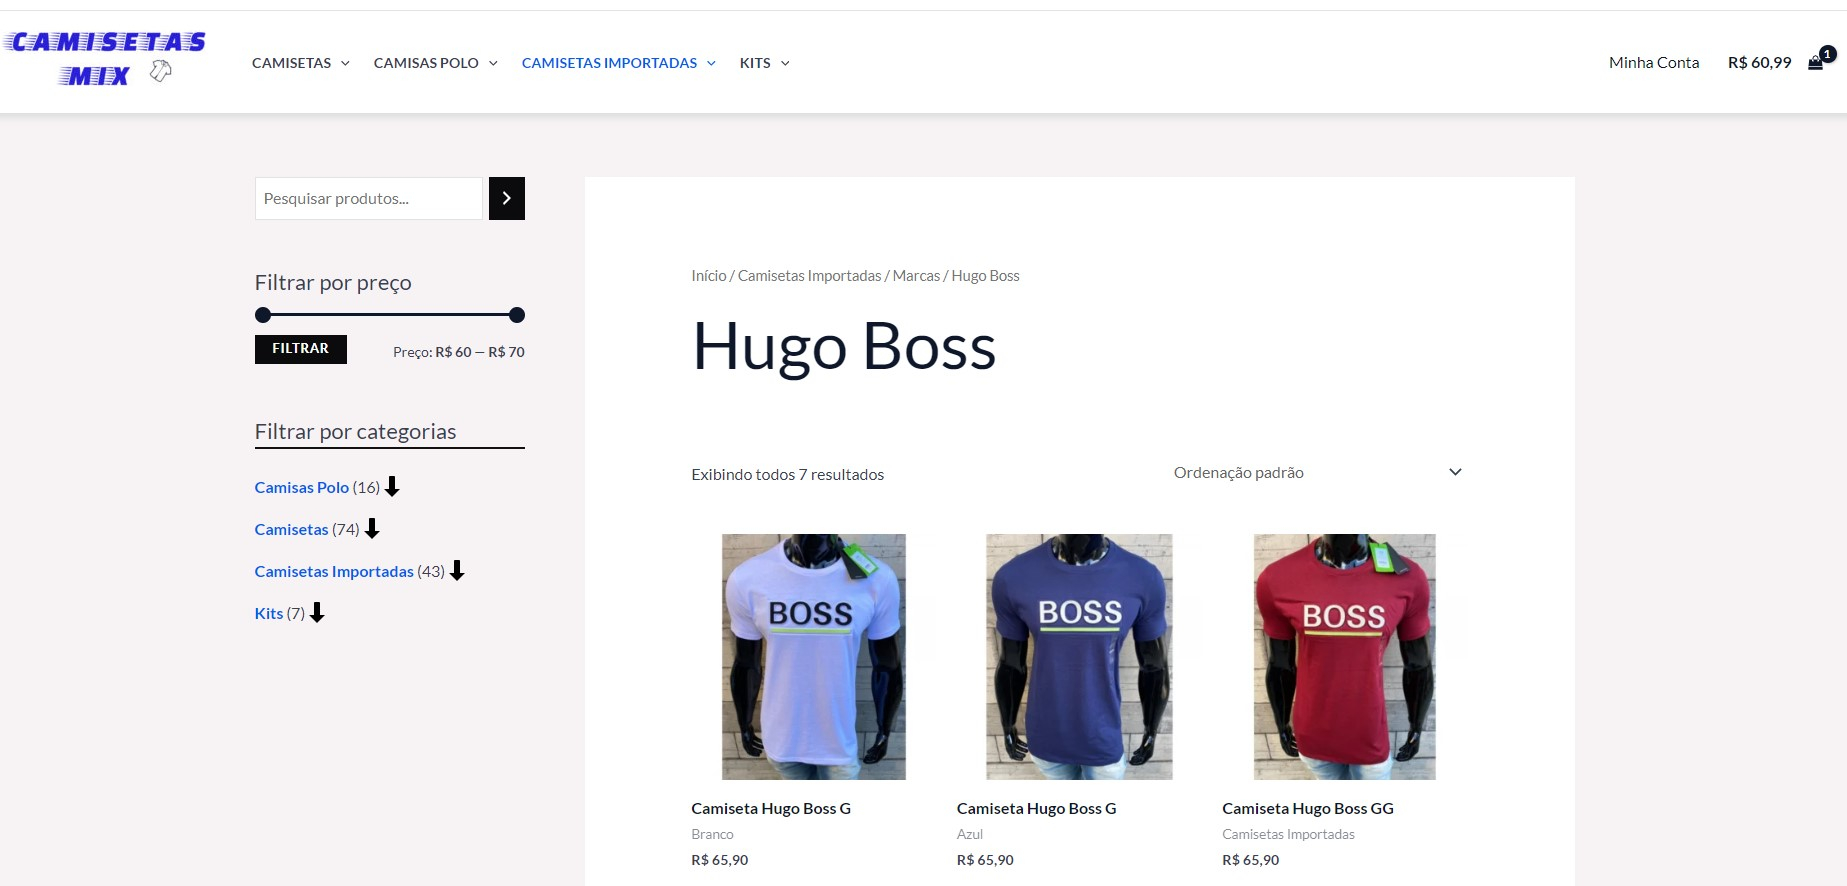 CAMISETAS
MIX
CAMISETAS
CAMISAS POLO
CAMISETAS IMPORTADAS
KITS
Minha Conta
R$ 60,99
1
Pesquisar produtos...
Filtrar por preço
FILTRAR
Preço: R$ 60 — R$ 70
Filtrar por categorias
Camisas Polo (16)
Camisetas (74)
Camisetas Importadas (43)
Kits (7)
Início / Camisetas Importadas / Marcas / Hugo Boss
Hugo Boss
Exibindo todos 7 resultados
Ordenação padrão
BOSS
BOSS
BOSS
Camiseta Hugo Boss G
Branco
R$ 65,90
Camiseta Hugo Boss G
Azul
R$ 65,90
Camiseta Hugo Boss GG
Camisetas Importadas
R$ 65,90